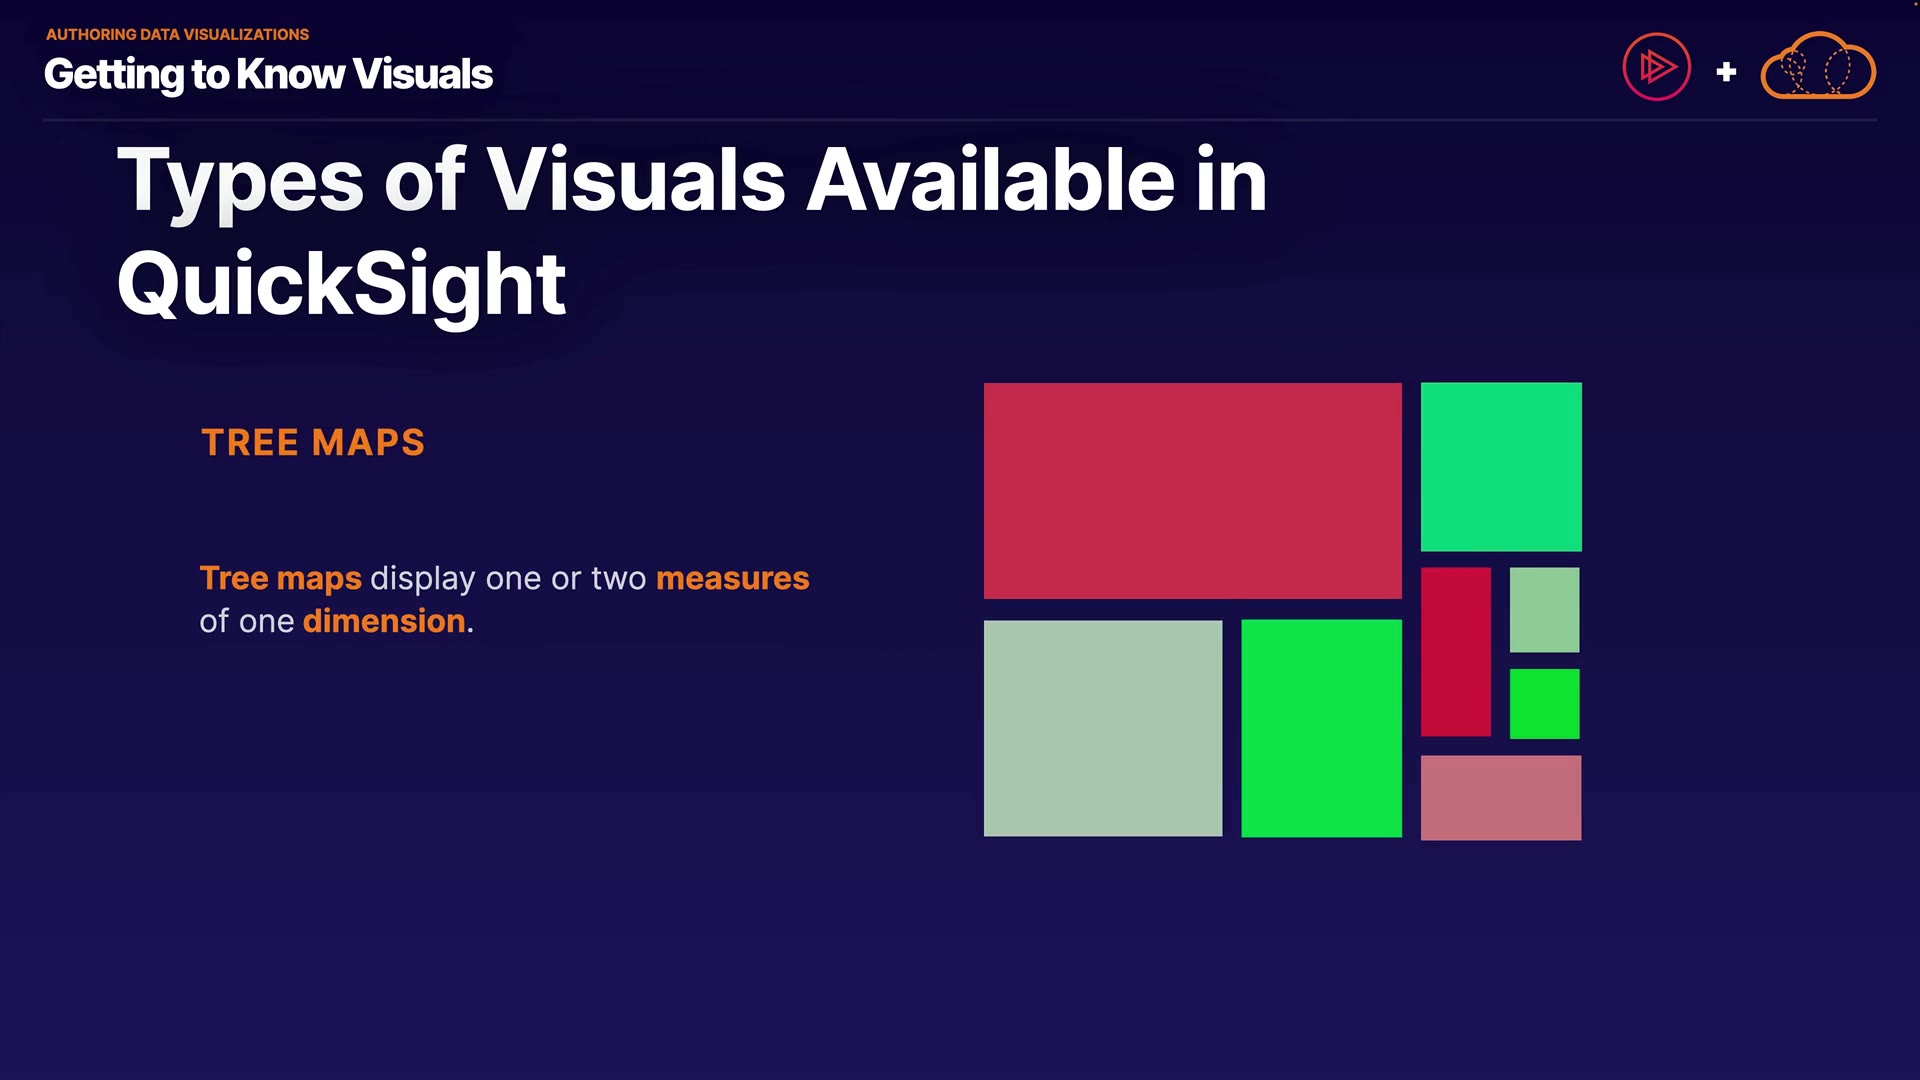 AUTHORING DATA VISUALIZATIONS
Getting to Know Visuals
+
Types of Visuals Available in
QuickSight
TREE MAPS
Tree maps display one or two measures
of one dimension.